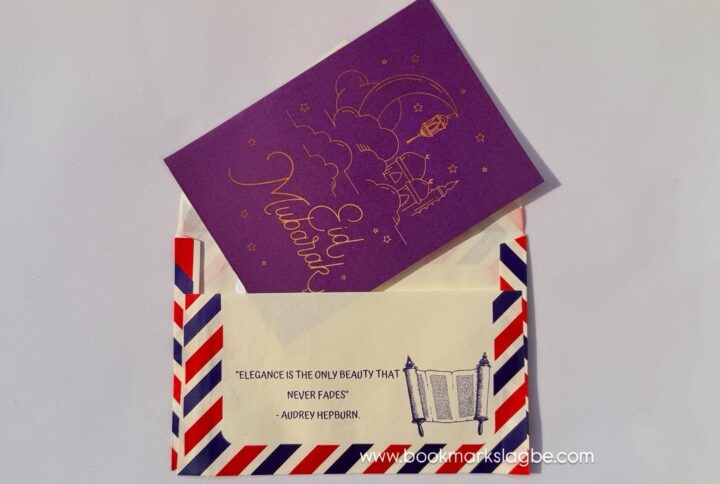 Eid
Mubarak
"ELEGANCE IS THE ONLY BEAUTY THAT
NEVER FADES"
- AUDREY HEPBURN.
www.bookmarkslagbe.com